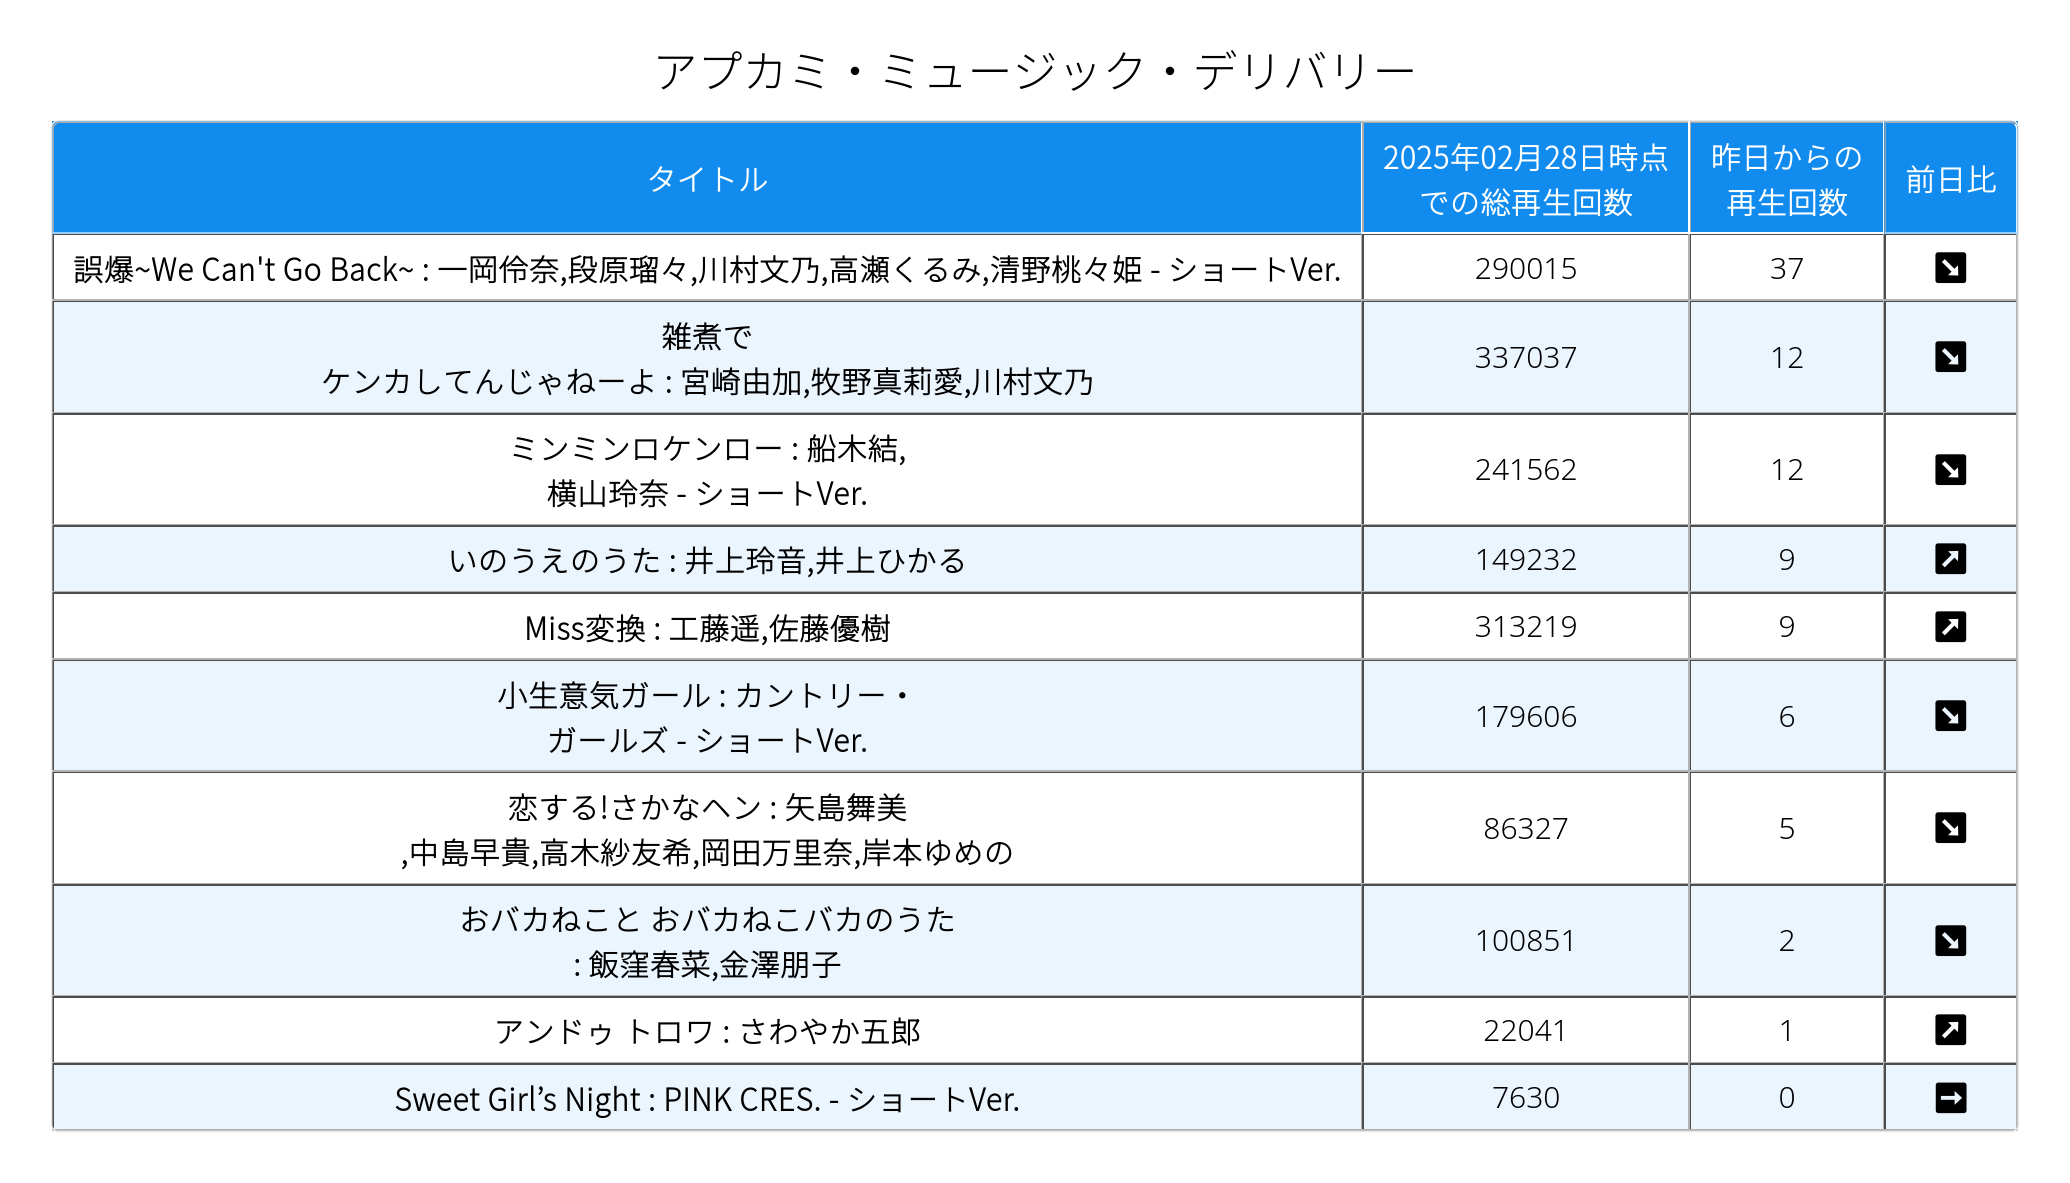 アプカミ・ミュージック・デリバリー
タイトル
2025年02月28日時点
での総再生回数
昨日からの
再生回数
前日比
誤爆~We Can't Go Back~ : 一岡伶奈,段原瑠々,川村文乃,高瀬くるみ,清野桃々姫 - ショートVer.
290015
37
雑煮で
ケンカしてんじゃねーよ : 宮崎由加,牧野真莉愛,川村文乃
337037
12
ミンミンロケンロー : 船木結,
横山玲奈 - ショートVer.
241562
12
いのうえのうた : 井上玲音,井上ひかる
149232
9
Miss変換 : 工藤遥,佐藤優樹
313219
9
小生意気ガール : カントリー・
ガールズ - ショートVer.
179606
6
恋する!さかなヘン : 矢島舞美
,中島早貴,高木紗友希,岡田万里奈,岸本ゆめの
86327
5
おバカねこと おバカねこバカのうた
: 飯窪春菜,金澤朋子
100851
2
アンドゥ トロワ : さわやか五郎
22041
1
Sweet Girl’s Night : PINK CRES. - ショートVer.
7630
0